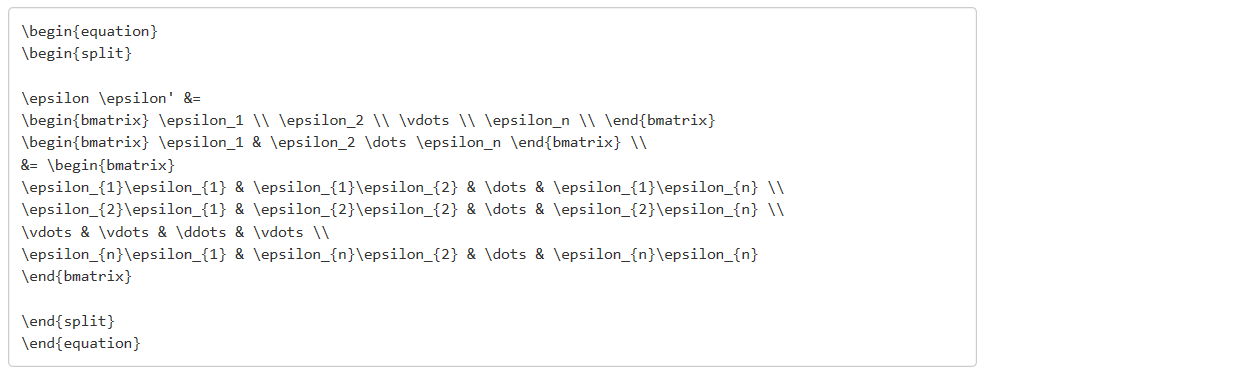 \begin{equation}
\begin{split}
\epsilon \epsilon' &=
\begin{bmatrix} \epsilon_1 \\ \epsilon_2 \\ \vdots \\ \epsilon_n \\ \end{bmatrix}
\begin{bmatrix} \epsilon_1 & \epsilon_2 \dots \epsilon_n \end{bmatrix} \\
&= \begin{bmatrix}
\epsilon_{1}\epsilon_{1} & \epsilon_{1}\epsilon_{2} & \dots & \epsilon_{1}\epsilon_{n} \\
\epsilon_{2}\epsilon_{1} & \epsilon_{2}\epsilon_{2} & \dots & \epsilon_{2}\epsilon_{n} \\
\vdots & \vdots & \ddots & \vdots \\
\epsilon_{n}\epsilon_{1} & \epsilon_{n}\epsilon_{2} & \dots & \epsilon_{n}\epsilon_{n}
\end{bmatrix}
\end{split}
\end{equation}